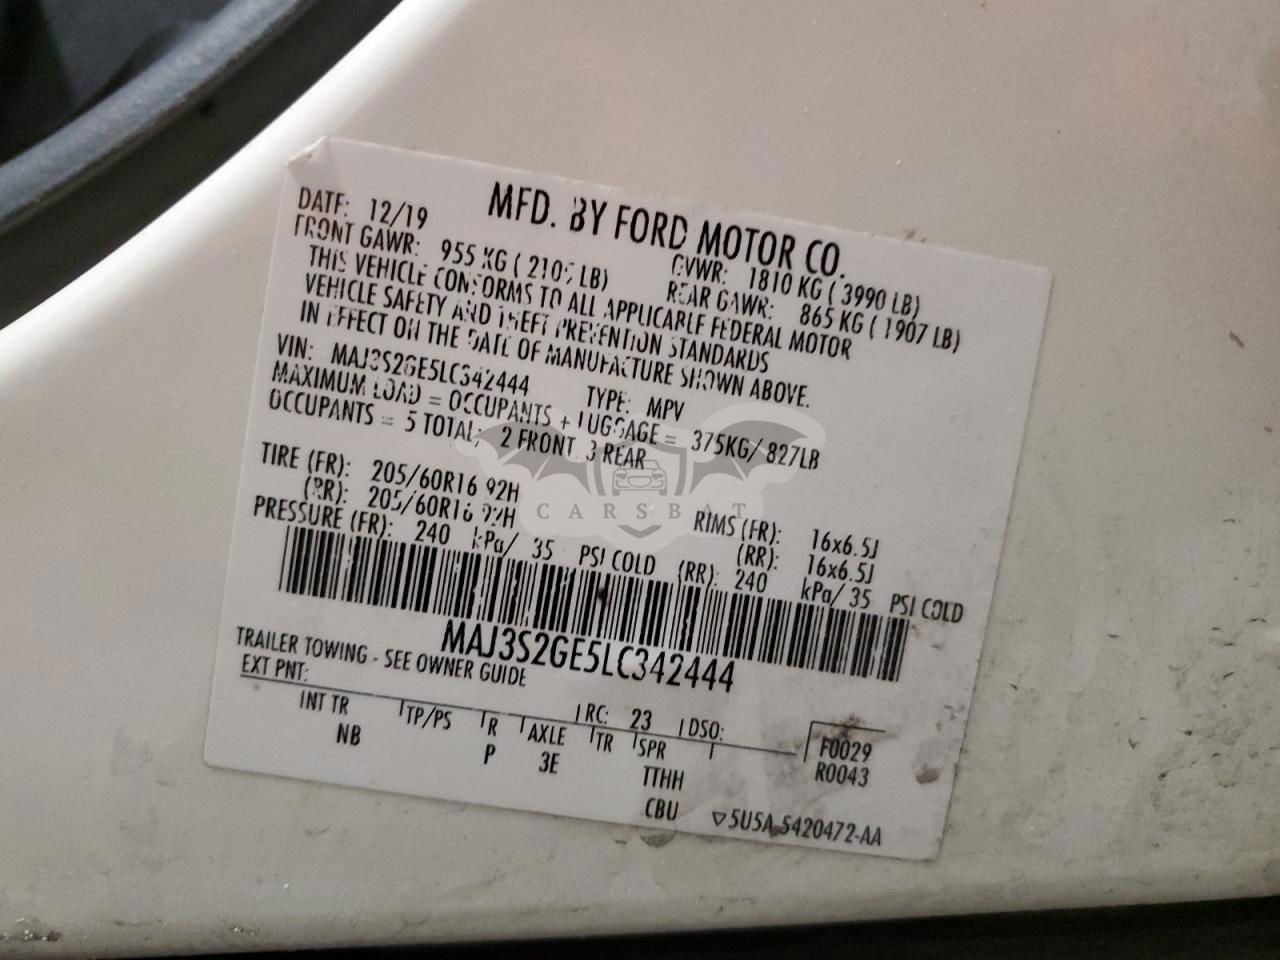 MFD. BY FORD MOTOR CO.
DATE: 12/19 GVWR: 1810 KG ( 3990 LB)
FRONT GAWR: 955 KG ( 2105 LB) REAR GAWR: 865 KG ( 1907 LB)
THIS VEHICLE CONFORMS TO ALL APPLICABLE FEDERAL MOTOR
VEHICLE SAFETY AND THEFT PREVENTION STANDARDS
IN EFFECT ON THE DATE OF MANUFACTURE SHOWN ABOVE.
VIN: MAJ3S2GE5LC342444 TYPE: MPV
MAXIMUM LOAD = OCCUPANTS + LUGGAGE = 375KG/ 827LB
OCCUPANTS = 5 TOTAL; 2 FRONT 3 REAR
CARSBAT
TIRE (FR): 205/60R16 92H RIMS (FR): 16x6.5J
(RR): 205/60R16 92H (RR): 16x6.5J
PRESSURE (FR): 240 kPa/ 35 PSI COLD (RR): 240 kPa/ 35 PSI COLD
MAJ3S2GE5LC342444
TRAILER TOWING - SEE OWNER GUIDE
EXT PNT: RC: 23 DSO:
INT TR TP/PS R AXLE TR SPR F0029
NB P 3E TTHH R0043
CBU ▽5U5A-5420472-AA